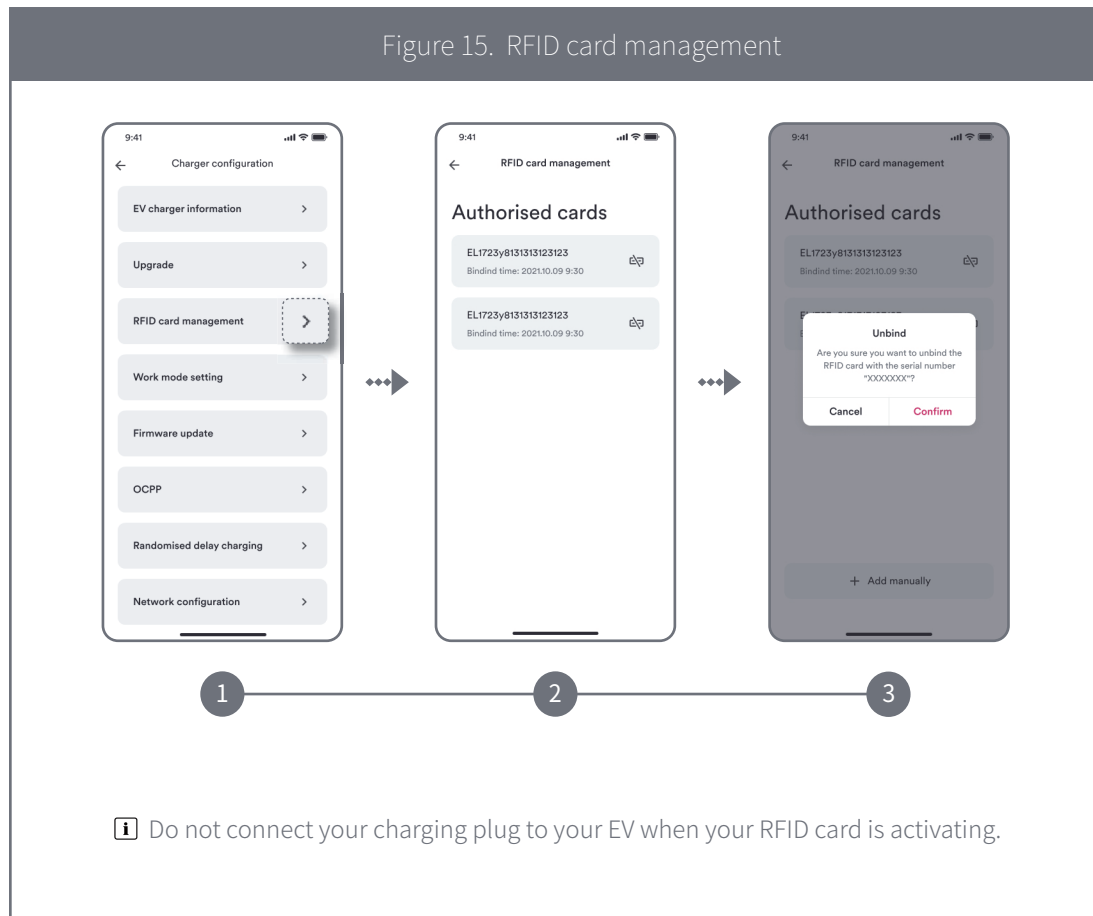 Figure 15. RFID card management
9:41
Charger configuration
EV charger information
Upgrade
RFID card management
Work mode setting
Firmware update
OCPP
Randomised delay charging
Network configuration
9:41
RFID card management
Authorised cards
EL1723y8131313123123
Bindind time: 2021.10.09 9:30
EL1723y8131313123123
Bindind time: 2021.10.09 9:30
9:41
RFID card management
Authorised cards
EL1723y8131313123123
Bindind time: 2021.10.09 9:30
Unbind
Are you sure you want to unbind the
RFID card with the serial number
"XXXXXXX"?
Cancel Confirm
+ Add manually
1 2 3
i Do not connect your charging plug to your EV when your RFID card is activating.